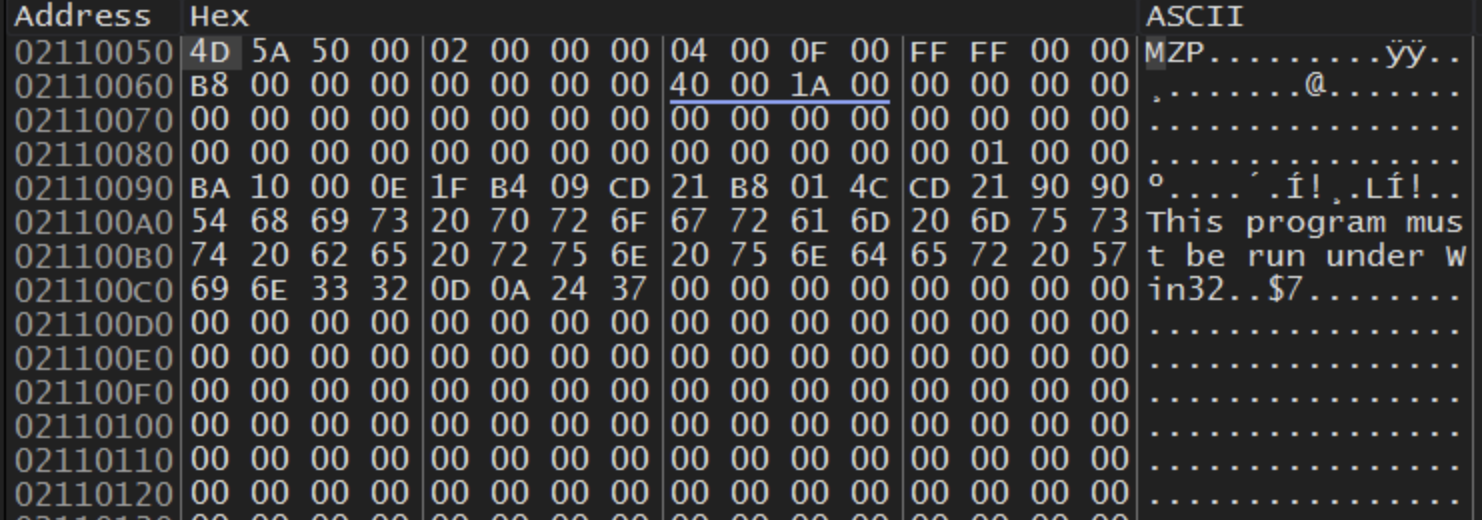 Address Hex ASCII
02110050 4D 5A 50 00 02 00 00 00 04 00 0F 00 FF FF 00 00 MZP.........ÿÿ..
02110060 B8 00 00 00 00 00 00 00 40 00 1A 00 00 00 00 00 ¸.......@.......
02110070 00 00 00 00 00 00 00 00 00 00 00 00 00 00 00 00 ................
02110080 00 00 00 00 00 00 00 00 00 00 00 00 00 01 00 00 ................
02110090 BA 10 00 0E 1F B4 09 CD 21 B8 01 4C CD 21 90 90 º....´.Í!¸.LÍ!..
021100A0 54 68 69 73 20 70 72 6F 67 72 61 6D 20 6D 75 73 This program mus
021100B0 74 20 62 65 20 72 75 6E 20 75 6E 64 65 72 20 57 t be run under W
021100C0 69 6E 33 32 0D 0A 24 37 00 00 00 00 00 00 00 00 in32..$7........
021100D0 00 00 00 00 00 00 00 00 00 00 00 00 00 00 00 00 ................
021100E0 00 00 00 00 00 00 00 00 00 00 00 00 00 00 00 00 ................
021100F0 00 00 00 00 00 00 00 00 00 00 00 00 00 00 00 00 ................
02110100 00 00 00 00 00 00 00 00 00 00 00 00 00 00 00 00 ................
02110110 00 00 00 00 00 00 00 00 00 00 00 00 00 00 00 00 ................
02110120 00 00 00 00 00 00 00 00 00 00 00 00 00 00 00 00 ................